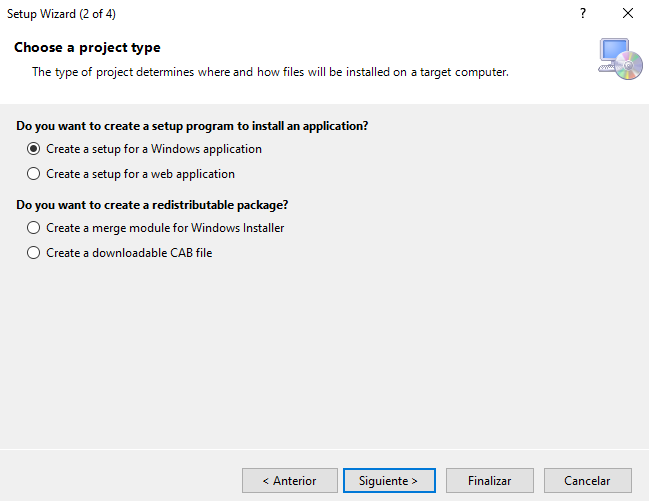 Setup Wizard (2 of 4)
?
Choose a project type
The type of project determines where and how files will be installed on a target computer.
Do you want to create a setup program to install an application?
Create a setup for a Windows application
Create a setup for a web application
Do you want to create a redistributable package?
Create a merge module for Windows Installer
Create a downloadable CAB file
< Anterior
Siguiente >
Finalizar
Cancelar